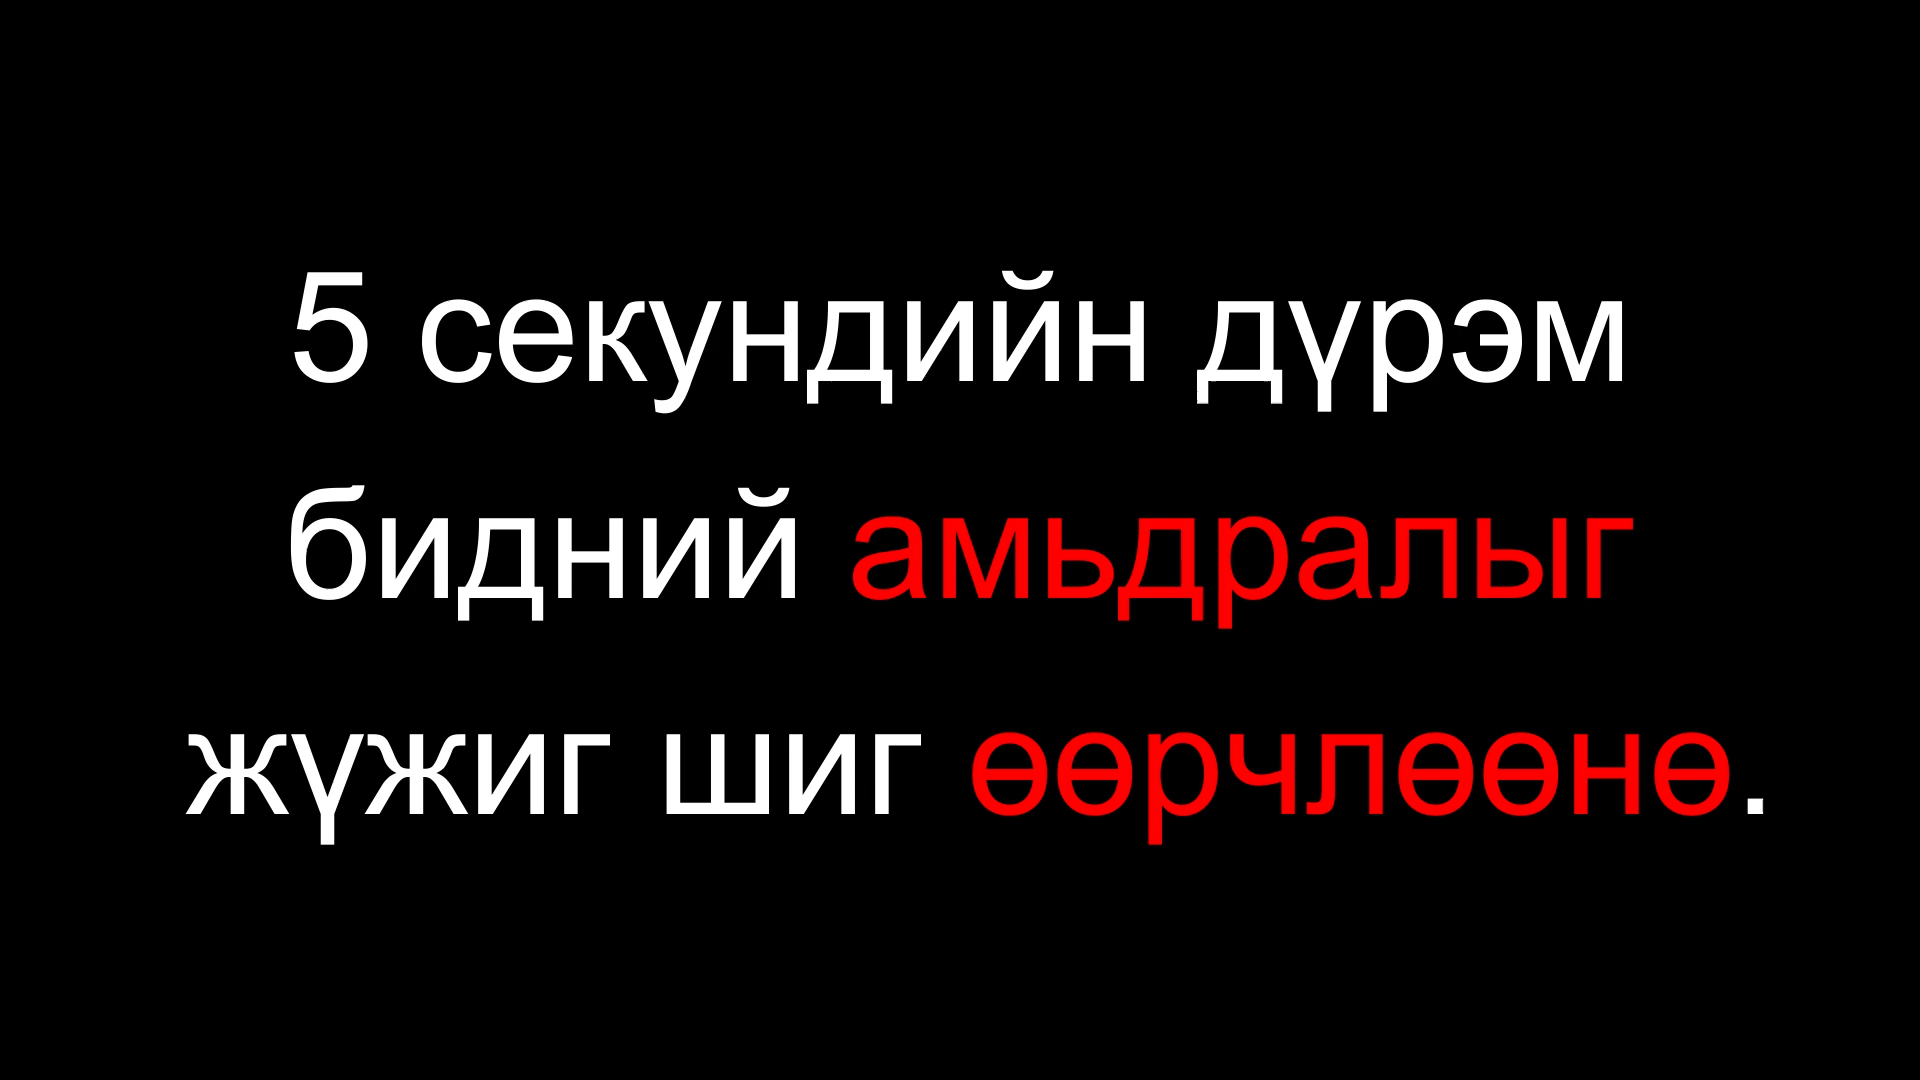 5 секундийн дүрэм
бидний амьдралыг
жүжиг шиг өөрчлөөнө.